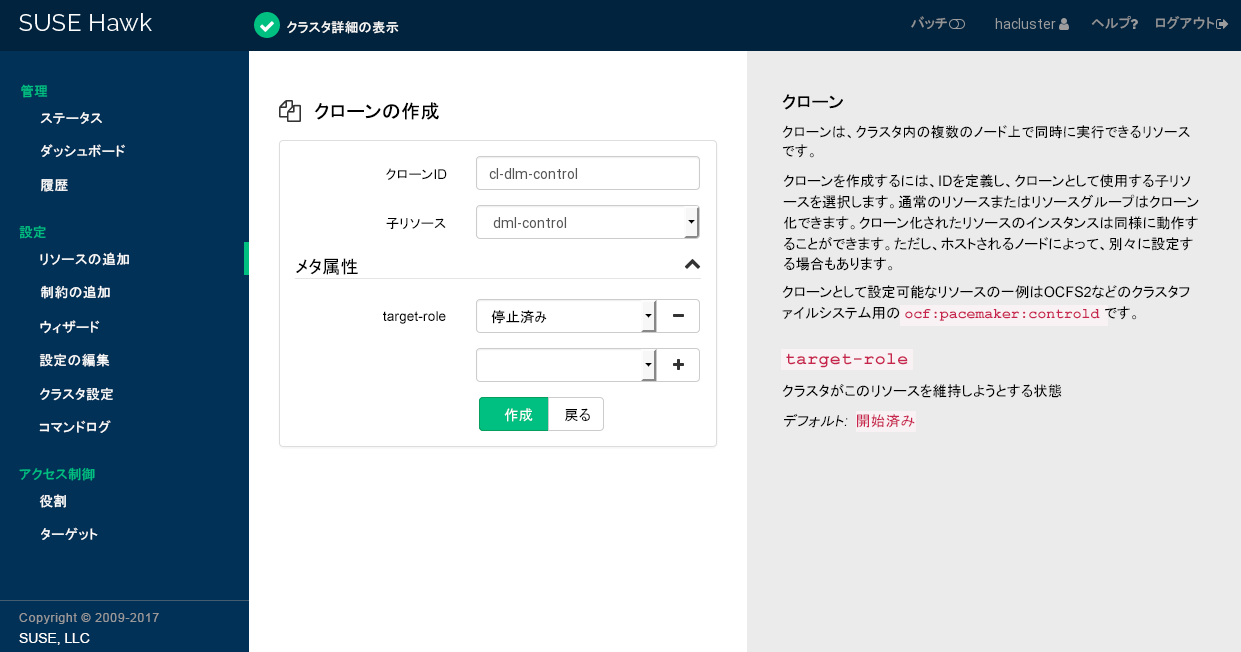 SUSE Hawk
クラスタ詳細の表示
バッチ
hacluster
ヘルプ?
ログアウト
管理
ステータス
ダッシュボード
履歴
設定
リソースの追加
制約の追加
ウィザード
設定の編集
クラスタ設定
コマンドログ
アクセス制御
役割
ターゲット
Copyright © 2009-2017
SUSE, LLC
クローンの作成
クローンID
cl-dlm-control
子リソース
dml-control
メタ属性
target-role
停止済み
作成
戻る
クローン
クローンは、クラスタ内の複数のノード上で同時に実行できるリソース
です。
クローンを作成するには、IDを定義し、クローンとして使用する子リソ
ースを選択します。通常のリソースまたはリソースグループはクローン
化できます。クローン化されたリソースのインスタンスは同様に動作す
ることができます。ただし、ホストされるノードによって、別々に設定す
る場合もあります。
クローンとして設定可能なリソースの一例はOCFS2などのクラスタフ
ァイルシステム用の ocf:pacemaker:controld です。
target-role
クラスタがこのリソースを維持しようとする状態
デフォルト: 開始済み